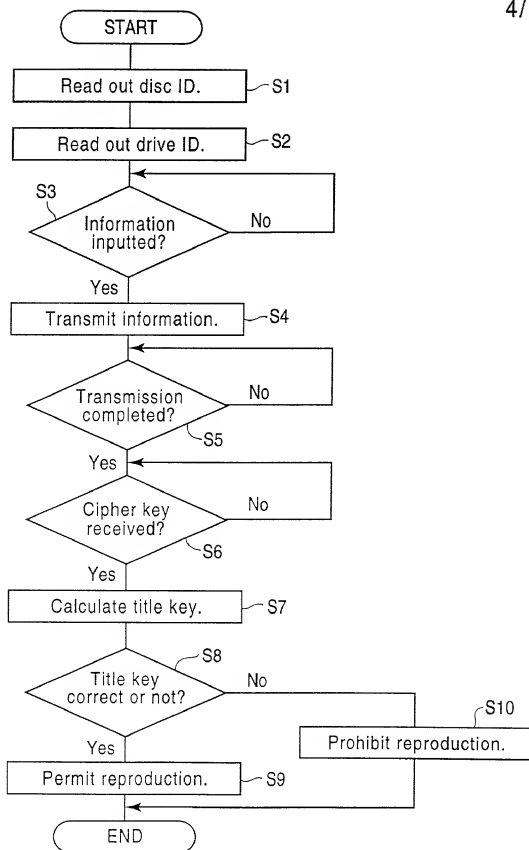 4/
START
Read out disc ID.
S1
Read out drive ID.
S2
S3
Information
inputted?
No
Yes
Transmit information.
S4
Transmission
completed?
No
S5
Yes
Cipher key
received?
No
S6
Yes
Calculate title key.
S7
S8
Title key
correct or not?
No
Yes
S10
Prohibit reproduction.
Permit reproduction.
S9
END